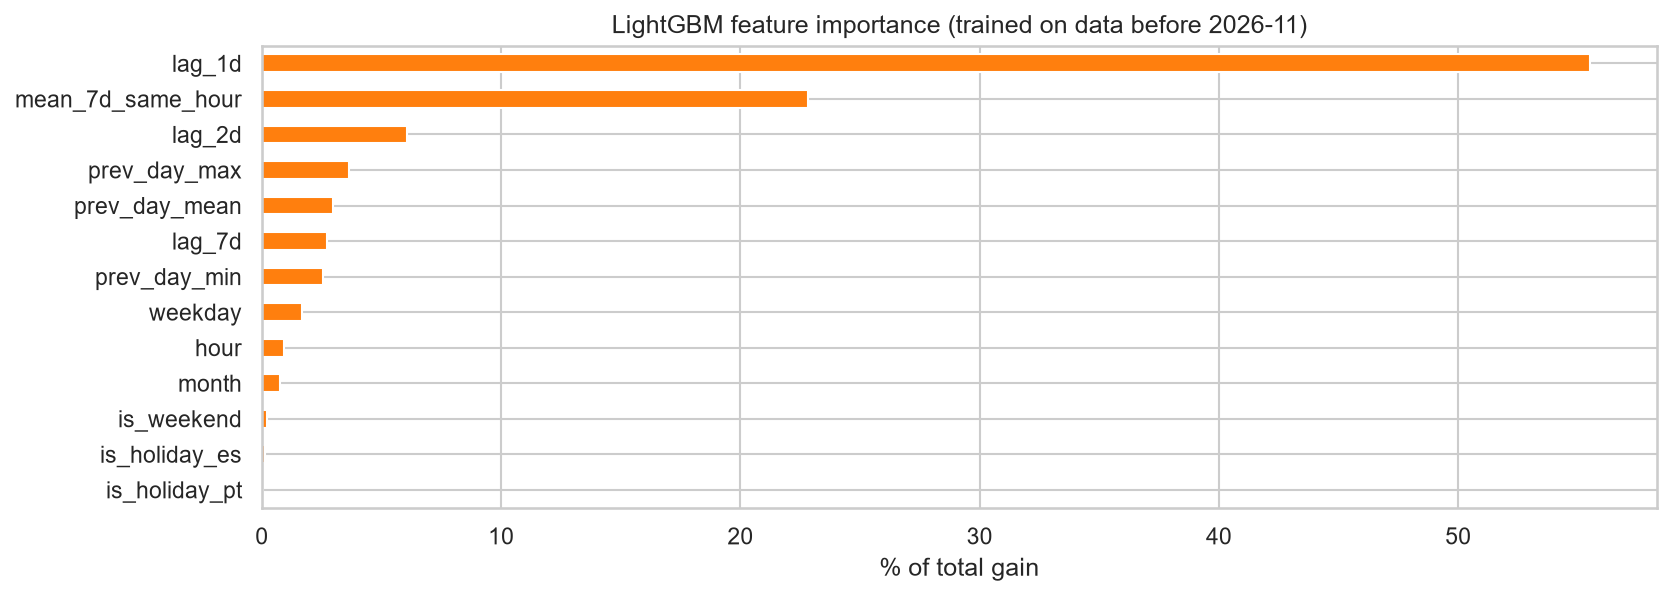 LightGBM feature importance (trained on data before 2026-11)
lag_1d
mean_7d_same_hour
lag_2d
prev_day_max
prev_day_mean
lag_7d
prev_day_min
weekday
hour
month
is_weekend
is_holiday_es
is_holiday_pt
0 10 20 30 40 50
% of total gain